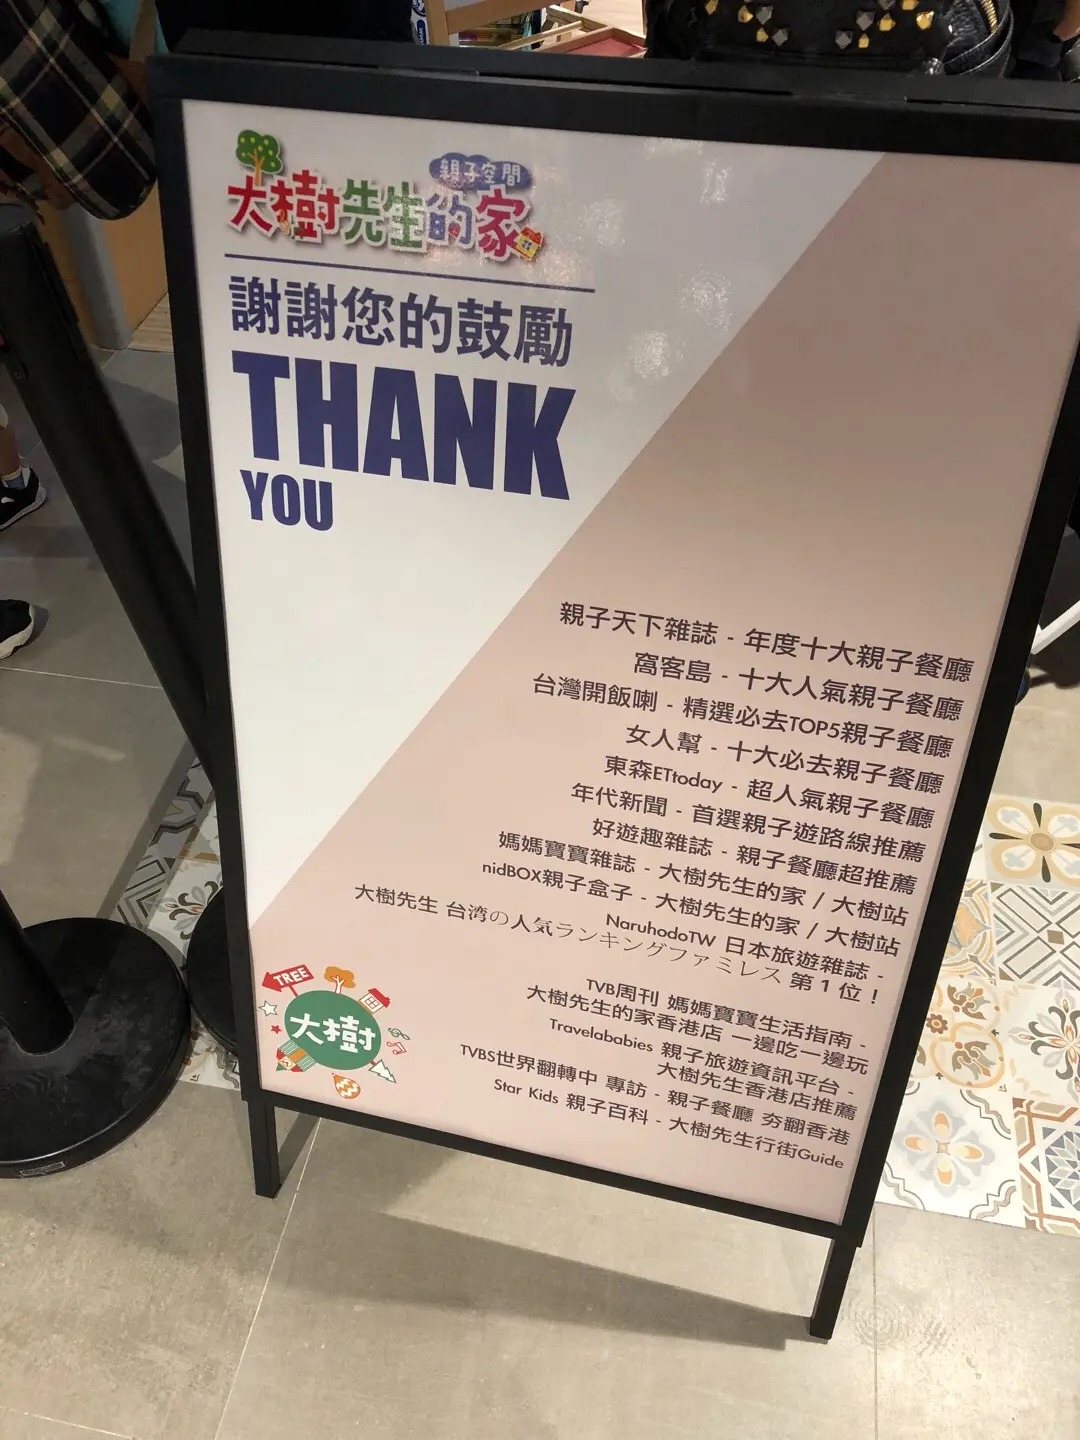 親子空間
大樹先生的家
謝謝您的鼓勵
THANK
YOU
親子天下雜誌 - 年度十大親子餐廳
窩客島 - 十大人氣親子餐廳
台灣開飯喇 - 精選必去TOP5親子餐廳
女人幫 - 十大必去親子餐廳
東森ETtoday - 超人氣親子餐廳
年代新聞 - 首選親子遊路線推薦
好遊趣雜誌 - 親子餐廳超推薦
媽媽寶寶雜誌 - 大樹先生的家 / 大樹站
nidBOX親子盒子 - 大樹先生的家 / 大樹站
NaruhodoTW 日本旅遊雜誌 -
大樹先生 台湾の人気ランキングファミレス 第1位！
TVB周刊 媽媽寶寶生活指南 -
大樹先生的家香港店 一邊吃一邊玩
Travelababies 親子旅遊資訊平台 -
大樹先生香港店推薦
TVBS世界翻轉中 專訪 - 親子餐廳 夯翻香港
Star Kids 親子百科 - 大樹先生行街Guide
TREE
大樹